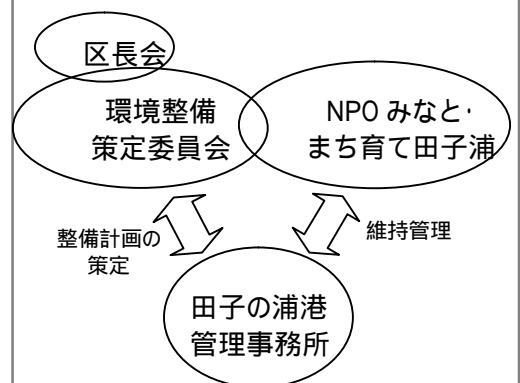 区長会
環境整備
策定委員会
NPO みなと・
まち育て田子浦
整備計画の
策定
維持管理
田子の浦港
管理事務所